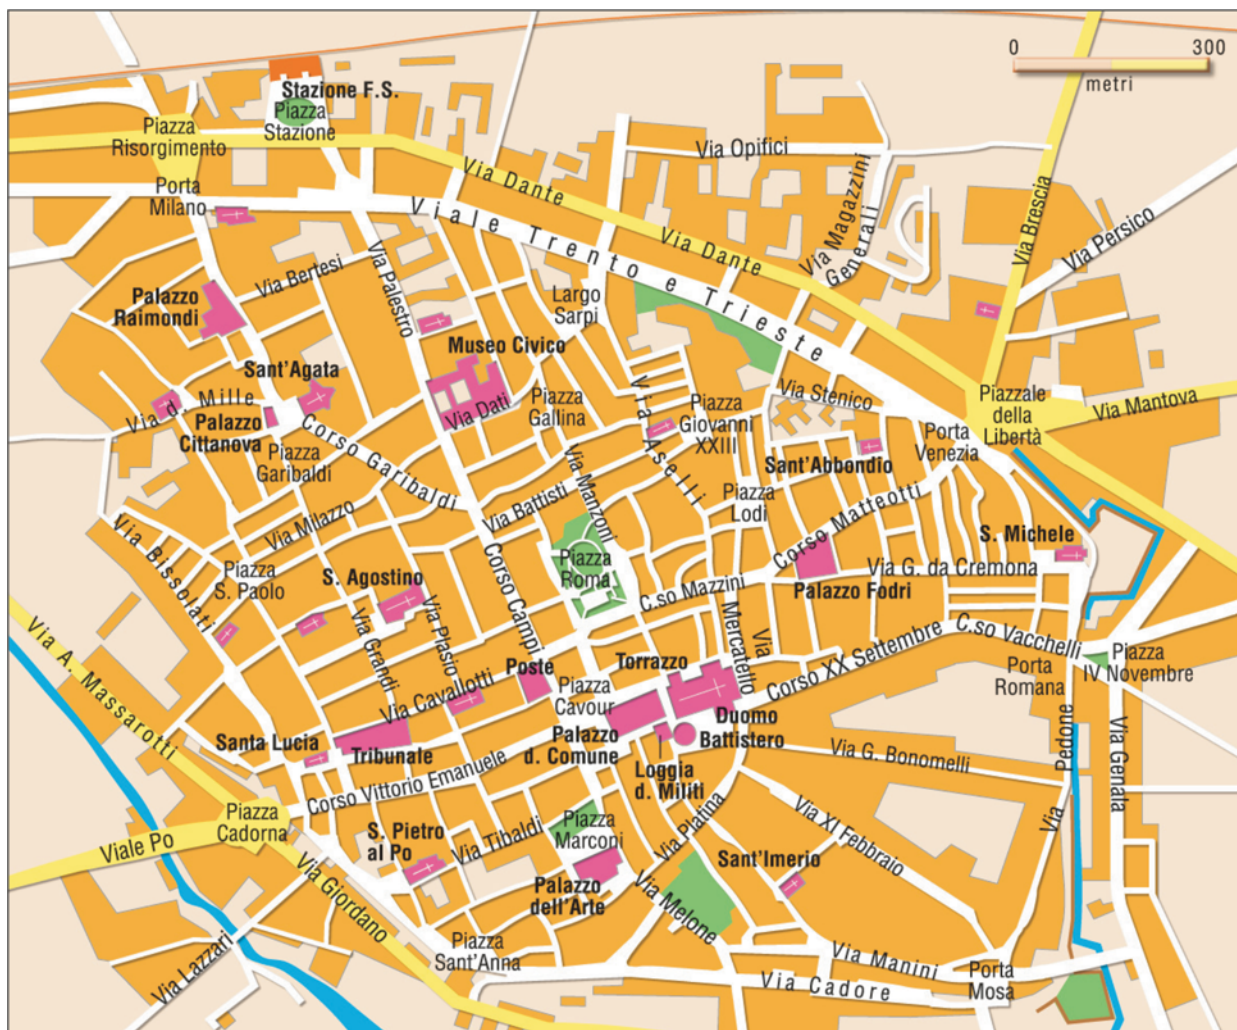 0 300
metri
Stazione F.S.
Piazza
Stazione
Piazza
Risorgimento
Porta
Milano
Via Dante
Via Opifici
Viale Trento e Trieste
Via Dante
Via Magazzini
Generali
Via Brescia
Via Persico
Via Bertesi
Via Palestro
Palazzo
Raimondi
Largo
Sarpi
Museo Civico
Sant'Agata
Via d. Mille
Via Dati
Piazza
Gallina
Via Aselli
Piazza
Giovanni
XXIII
Via Stenico
Piazzale
della
Libertà
Via Mantova
Palazzo
Cittanova
Piazza
Garibaldi
Corso Garibaldi
Porta
Venezia
Sant'Abbondio
Via Manzoni
Via Battisti
Piazza
Lodi
Corso Matteotti
Via Milazzo
Via Bissolati
Piazza
S. Paolo
S. Agostino
Corso Campi
Piazza
Roma
S. Michele
Via G. da Cremona
Palazzo Fodri
C.so Mazzini
Via
Mercatello
Via Grandi
Via Plasio
Via A. Massarotti
C.so Vacchelli
Corso XX Settembre
Porta
Romana
Piazza
IV Novembre
Via Cavallotti
Poste
Torrazzo
Piazza
Cavour
Santa Lucia
Tribunale
Palazzo
d. Comune
Duomo
Battistero
Via G. Bonomelli
Via Pedone
Via Genala
Corso Vittorio Emanuele
Loggia
d. Militi
Piazza
Cadorna
Viale Po
S. Pietro
al Po
Via Tibaldi
Piazza
Marconi
Via Platina
Via XI Febbraio
Sant'Imerio
Palazzo
dell'Arte
Via Melone
Via Giordano
Via Lazzari
Piazza
Sant'Anna
Via Manini
Via Cadore
Porta
Mosa